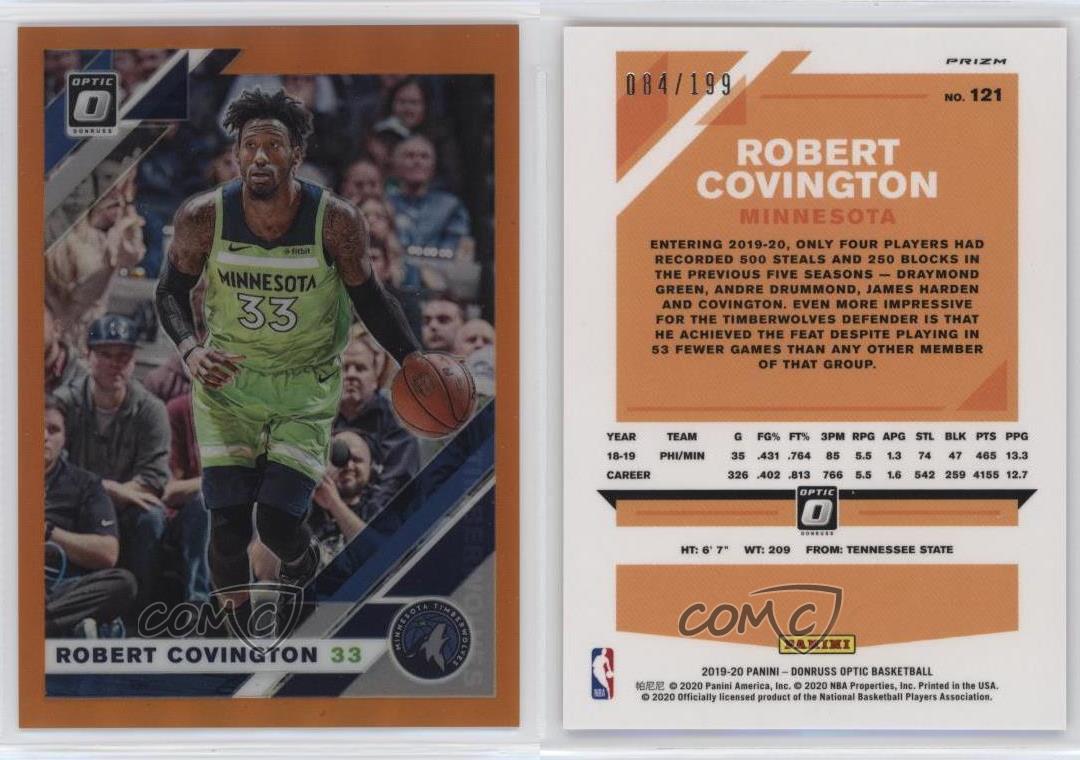 OPTIC
DONRUSS
fitbit
MINNESOTA
33
MINNESOTA TIMBERWOLVES
ROBERT COVINGTON 33
COMC
PRIZM
084/199
NO. 121
ROBERT
COVINGTON
MINNESOTA
ENTERING 2019-20, ONLY FOUR PLAYERS HAD
RECORDED 500 STEALS AND 250 BLOCKS IN
THE PREVIOUS FIVE SEASONS — DRAYMOND
GREEN, ANDRE DRUMMOND, JAMES HARDEN
AND COVINGTON. EVEN MORE IMPRESSIVE
FOR THE TIMBERWOLVES DEFENDER IS THAT
HE ACHIEVED THE FEAT DESPITE PLAYING IN
53 FEWER GAMES THAN ANY OTHER MEMBER
OF THAT GROUP.
YEAR TEAM G FG% FT% 3PM RPG APG STL BLK PTS PPG
18-19 PHI/MIN 35 .431 .764 85 5.5 1.3 74 47 465 13.3
CAREER 326 .402 .813 766 5.5 1.6 542 259 4155 12.7
OPTIC
DONRUSS
HT: 6' 7" WT: 209 FROM: TENNESSEE STATE
COMC
PANINI
NBA
2019-20 PANINI – DONRUSS OPTIC BASKETBALL
帕尼尼 © 2020 Panini America, Inc. © 2020 NBA Properties, Inc. Printed in the USA.
© 2020 Officially licensed product of the National Basketball Players Association.